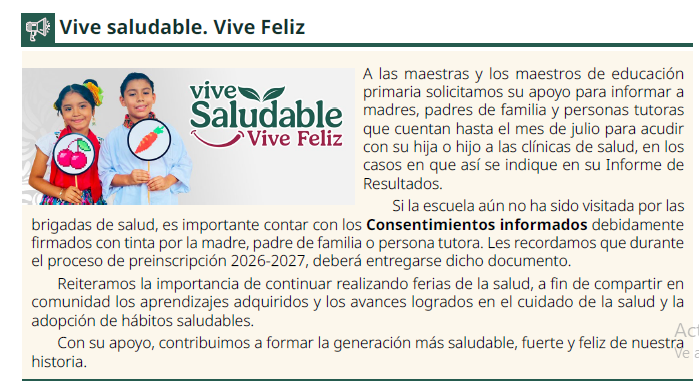 Vive saludable. Vive Feliz
vive
Saludable
Vive Feliz
A las maestras y los maestros de educación
primaria solicitamos su apoyo para informar a
madres, padres de familia y personas tutoras
que cuentan hasta el mes de julio para acudir
con su hija o hijo a las clínicas de salud, en los
casos en que así se indique en su Informe de
Resultados.
Si la escuela aún no ha sido visitada por las
brigadas de salud, es importante contar con los Consentimientos informados debidamente
firmados con tinta por la madre, padre de familia o persona tutora. Les recordamos que durante
el proceso de preinscripción 2026-2027, deberá entregarse dicho documento.
Reiteramos la importancia de continuar realizando ferias de la salud, a fin de compartir en
comunidad los aprendizajes adquiridos y los avances logrados en el cuidado de la salud y la
adopción de hábitos saludables.
Con su apoyo, contribuimos a formar la generación más saludable, fuerte y feliz de nuestra
historia.